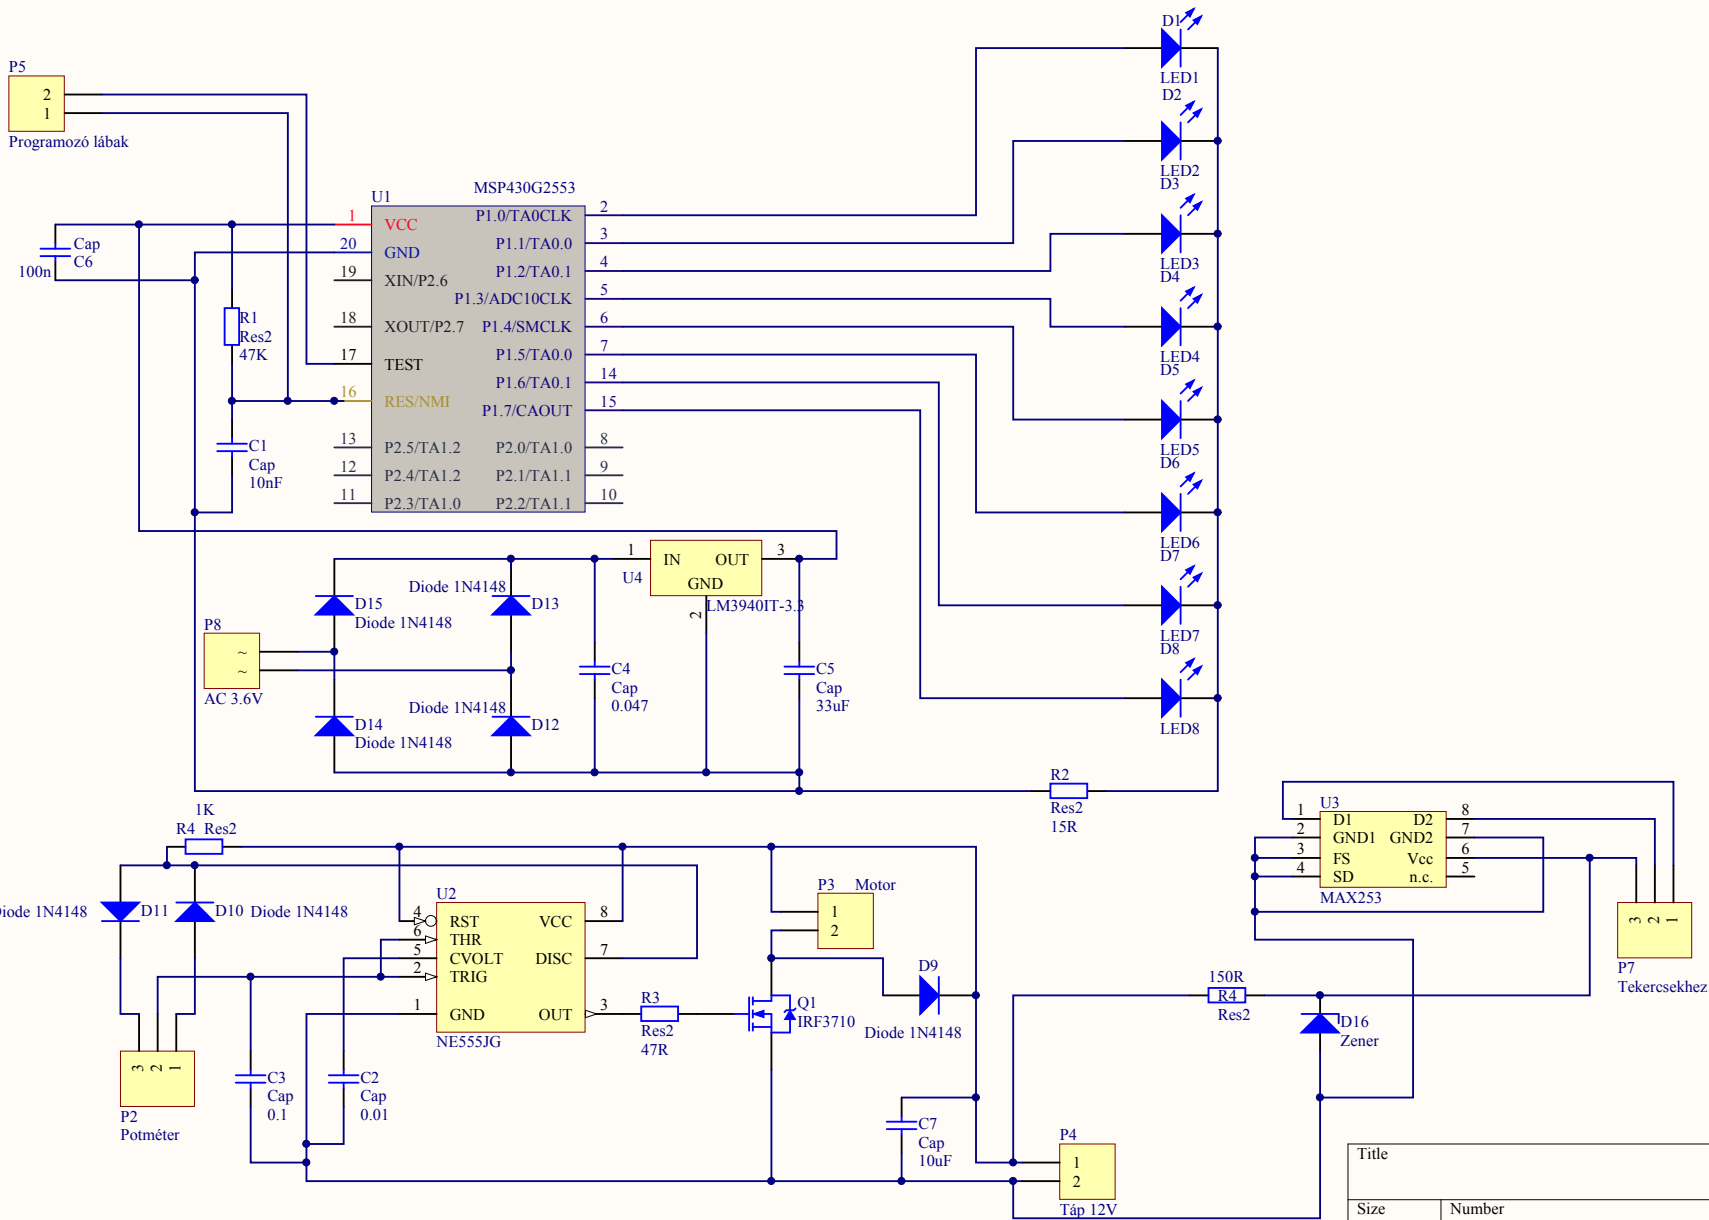 P5
2
1
Programozó lábak
U1
MSP430G2553
1
VCC
20
GND
19
XIN/P2.6
18
XOUT/P2.7
17
TEST
16
RES/NMI
13
P2.5/TA1.2
12
P2.4/TA1.2
11
P2.3/TA1.0
P1.0/TA0CLK
2
P1.1/TA0.0
3
P1.2/TA0.1
4
P1.3/ADC10CLK
5
P1.4/SMCLK
6
P1.5/TA0.0
7
P1.6/TA0.1
14
P1.7/CAOUT
15
P2.0/TA1.0
8
P2.1/TA1.1
9
P2.2/TA1.1
10
Cap
C6
100n
R1
Res2
47K
C1
Cap
10nF
D1
LED1
D2
LED2
D3
LED3
D4
LED4
D5
LED5
D6
LED6
D7
LED7
D8
LED8
1
IN
OUT
3
GND
2
U4
LM3940IT-3.3
Diode 1N4148
D13
D15
Diode 1N4148
P8
~
~
AC 3.6V
Diode 1N4148
D12
D14
Diode 1N4148
C4
Cap
0.047
C5
Cap
33uF
R2
Res2
15R
1K
R4 Res2
iode 1N4148
D11
D10 Diode 1N4148
U2
4
RST
6
THR
5
CVOLT
2
TRIG
1
GND
VCC
8
DISC
7
OUT
3
NE555JG
3
2
1
P2
Potméter
C3
Cap
0.1
C2
Cap
0.01
R3
Res2
47R
P3 Motor
1
2
Q1
IRF3710
D9
Diode 1N4148
C7
Cap
10uF
P4
1
2
Táp 12V
U3
1
D1
2
GND1
3
FS
4
SD
D2
8
GND2
7
Vcc
6
n.c.
5
MAX253
3
2
1
P7
Tekercsekhez
150R
R4
Res2
D16
Zener
Title
Size
Number